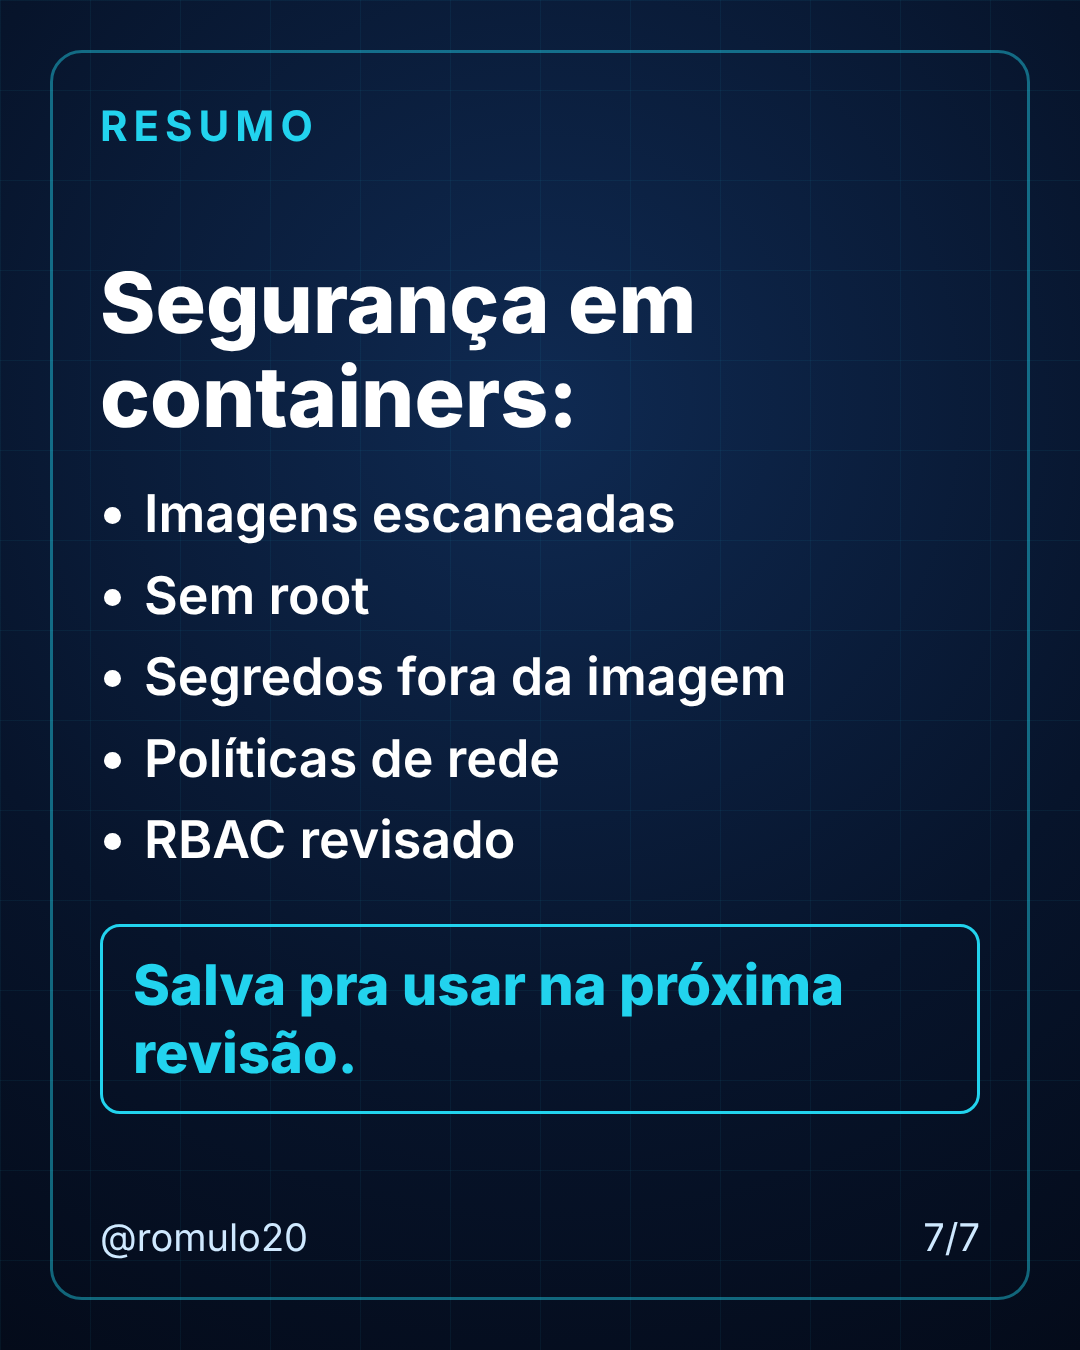 RESUMO
Segurança em
containers:
• Imagens escaneadas
• Sem root
• Segredos fora da imagem
• Políticas de rede
• RBAC revisado
Salva pra usar na próxima
revisão.
@romulo20
7/7